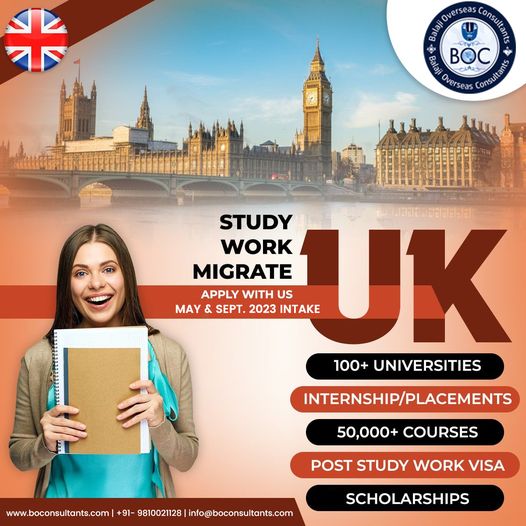 Balaji Overseas Consultants
BOC
Balaji Overseas Consultants
STUDY
WORK
MIGRATE
UK
APPLY WITH US
MAY & SEPT. 2023 INTAKE
100+ UNIVERSITIES
INTERNSHIP/PLACEMENTS
50,000+ COURSES
POST STUDY WORK VISA
SCHOLARSHIPS
www.boconsultants.com | +91- 9810021128 | info@boconsultants.com